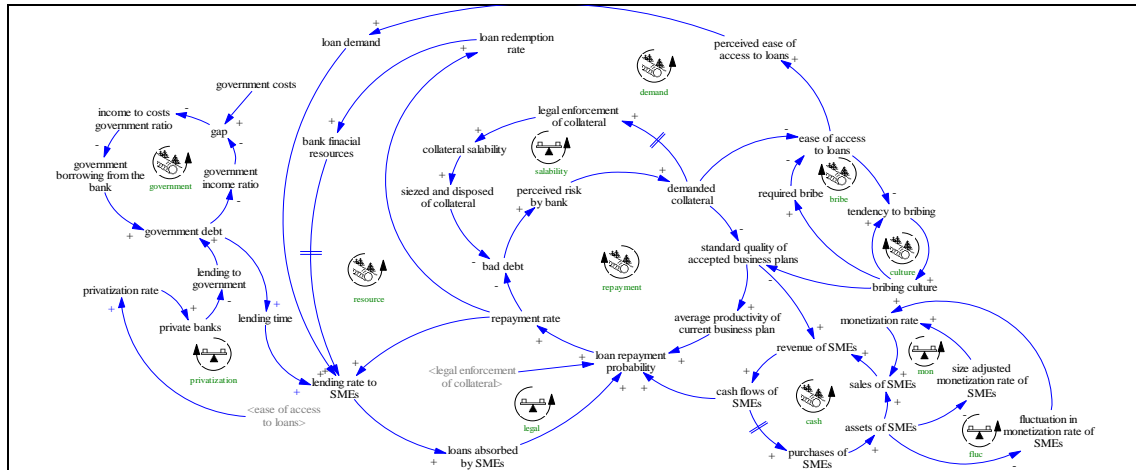 loan demand
loan redemption
rate
perceived ease of
access to loans
demand
government costs
income to costs
government ratio
gap
government
borrowing from the
bank
government
government
income ratio
government debt
lending to
government
privatization rate
private banks
privatization
lending time
<ease of access
to loans>
bank finacial
resources
resource
legal enforcement
of collateral
collateral salability
salability
siezed and disposed
of collateral
perceived risk
by bank
demanded
collateral
bad debt
repayment
repayment rate
ease of access
to loans
required bribe
bribe
tendency to bribing
culture
bribing culture
standard quality of
accepted business plans
average productivity of
current business plan
monetization rate
revenue of SMEs
loan repayment
probability
<legal enforcement
of collateral>
lending rate to
SMEs
legal
loans absorbed
by SMEs
cash flows of
SMEs
cash
purchases of
SMEs
sales of SMEs
assets of SMEs
mon
size adjusted
monetization rate of
SMEs
fluc
fluctuation in
monetization rate of
SMEs